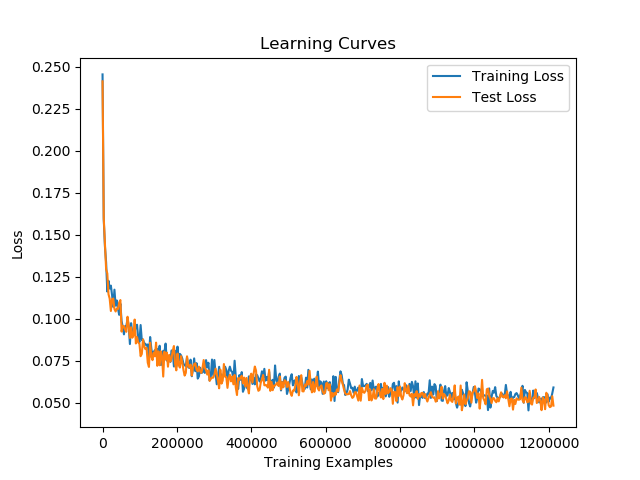 Learning Curves
Training Loss
Test Loss
0.250
0.225
0.200
0.175
0.150
0.125
0.100
0.075
0.050
Loss
0 200000 400000 600000 800000 1000000 1200000
Training Examples